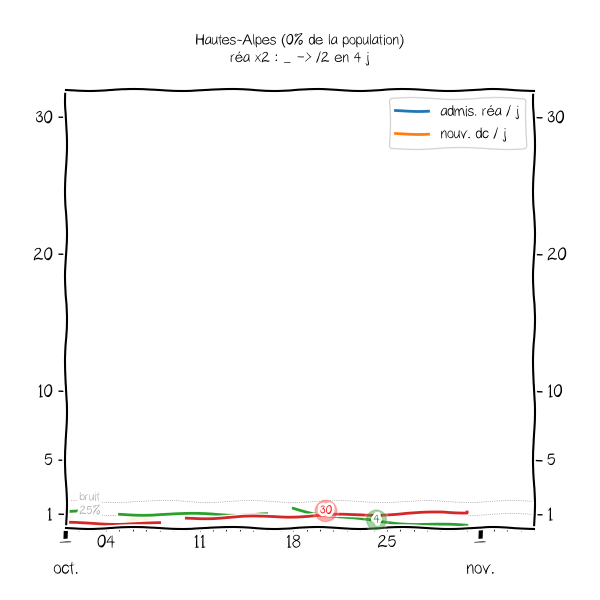 Hautes-Alpes (0% de la population)
réa x2 : _ -> /2 en 4 j
admis. réa / j
nouv. dc / j
30
30
20
20
10
10
5
5
bruit
25%
30
4
1
1
04
11
18
25
oct.
nov.